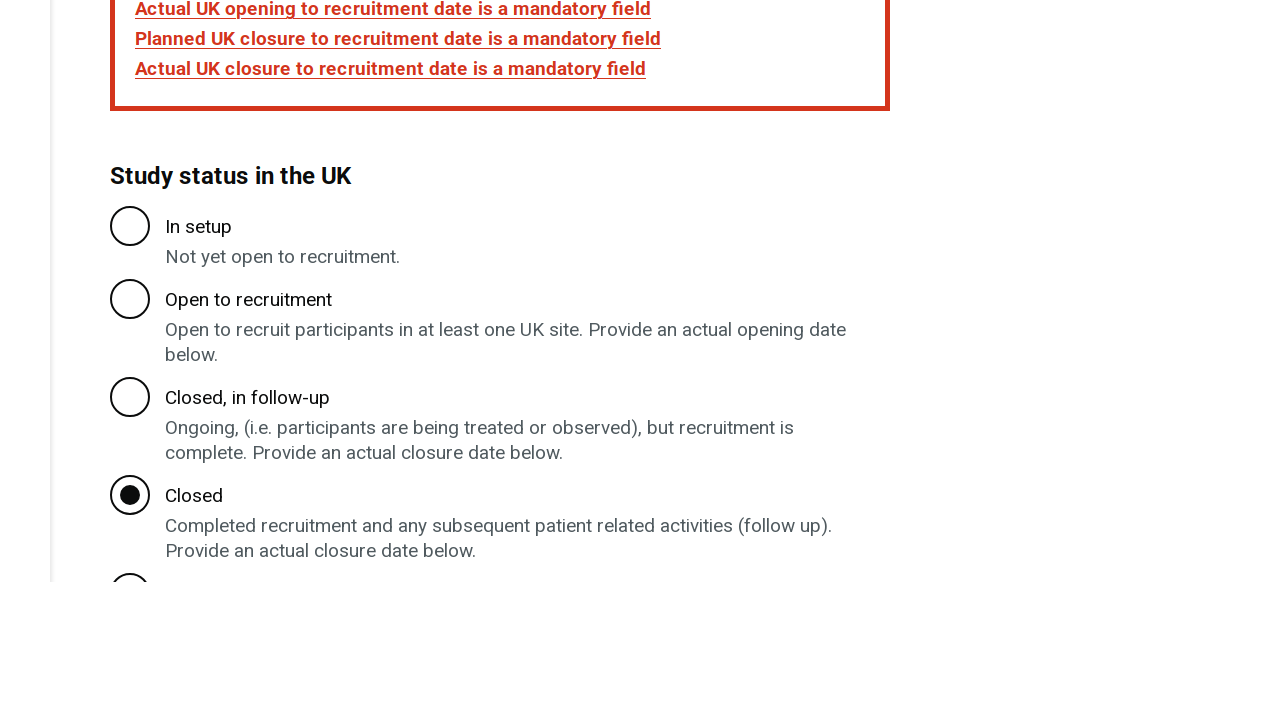 Actual UK opening to recruitment date is a mandatory field
Planned UK closure to recruitment date is a mandatory field
Actual UK closure to recruitment date is a mandatory field
Study status in the UK
In setup
Not yet open to recruitment.
Open to recruitment
Open to recruit participants in at least one UK site. Provide an actual opening date
below.
Closed, in follow-up
Ongoing, (i.e. participants are being treated or observed), but recruitment is
complete. Provide an actual closure date below.
Closed
Completed recruitment and any subsequent patient related activities (follow up).
Provide an actual closure date below.